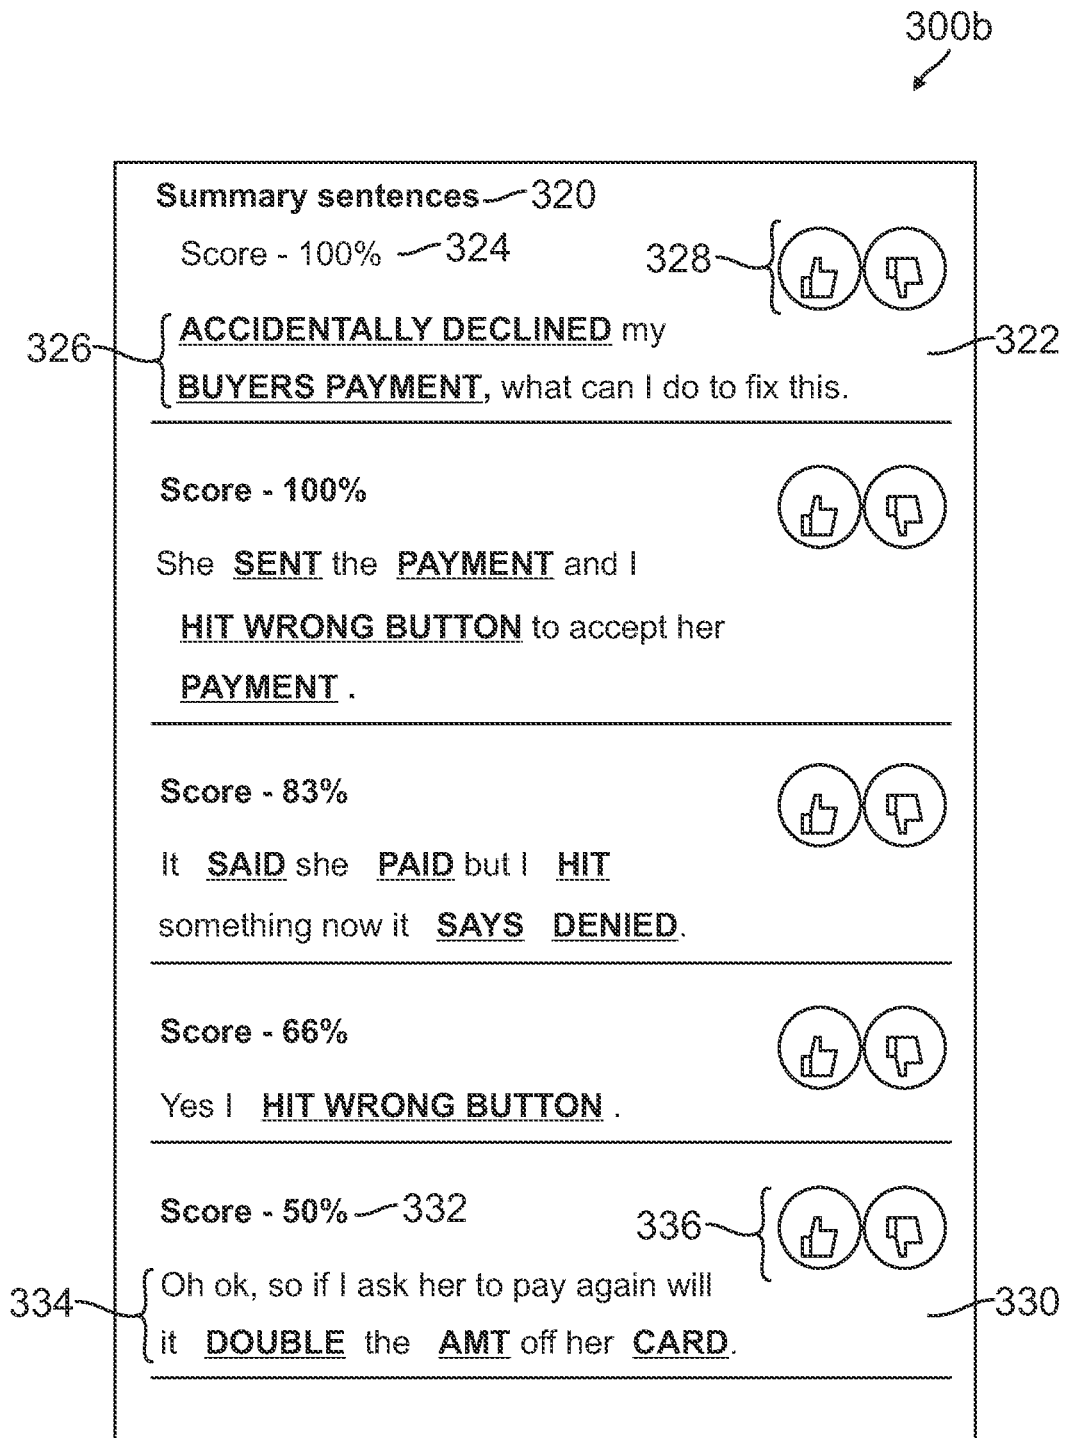 300b
Summary sentences 320
Score - 100% 324
328
326
ACCIDENTALLY DECLINED my
322
BUYERS PAYMENT, what can I do to fix this.
Score - 100%
She SENT the PAYMENT and I
HIT WRONG BUTTON to accept her
PAYMENT .
Score - 83%
It SAID she PAID but I HIT
something now it SAYS DENIED.
Score - 66%
Yes I HIT WRONG BUTTON .
Score - 50% 332
336
Oh ok, so if I ask her to pay again will
334
330
it DOUBLE the AMT off her CARD.